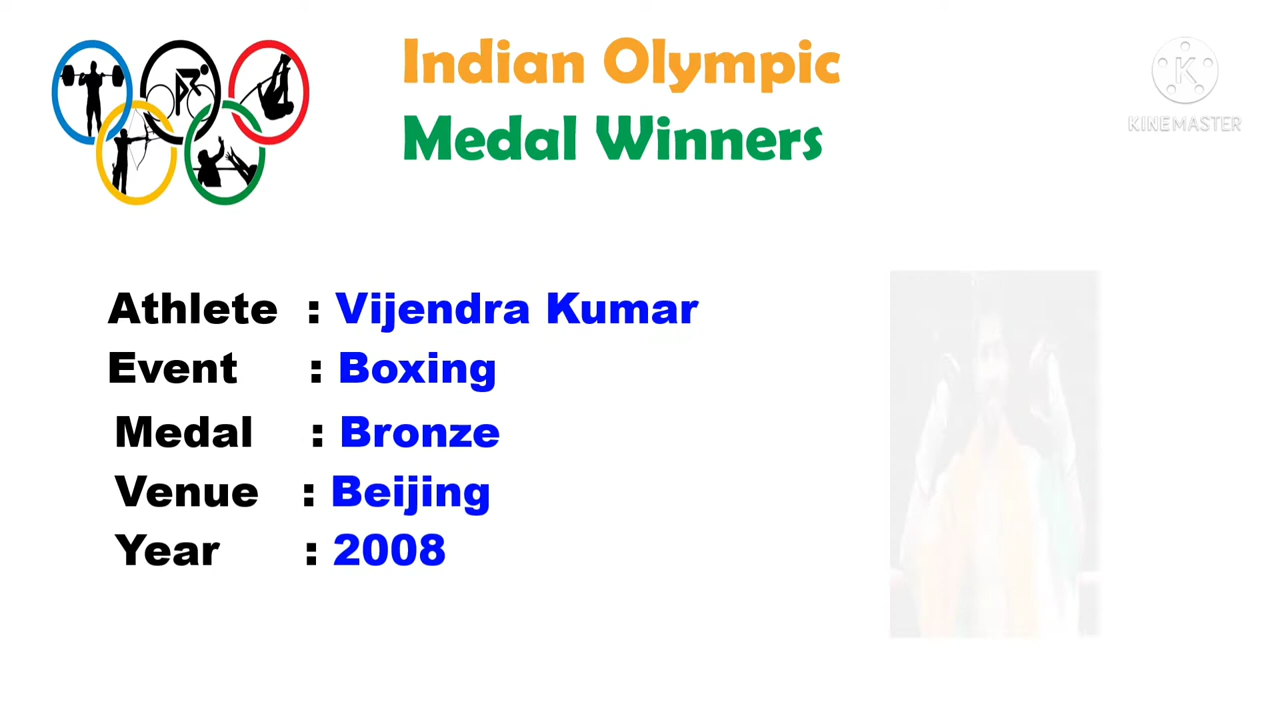 Indian Olympic
Medal Winners
KINEMASTER
Athlete : Vijendra Kumar
Event : Boxing
Medal : Bronze
Venue : Beijing
Year : 2008